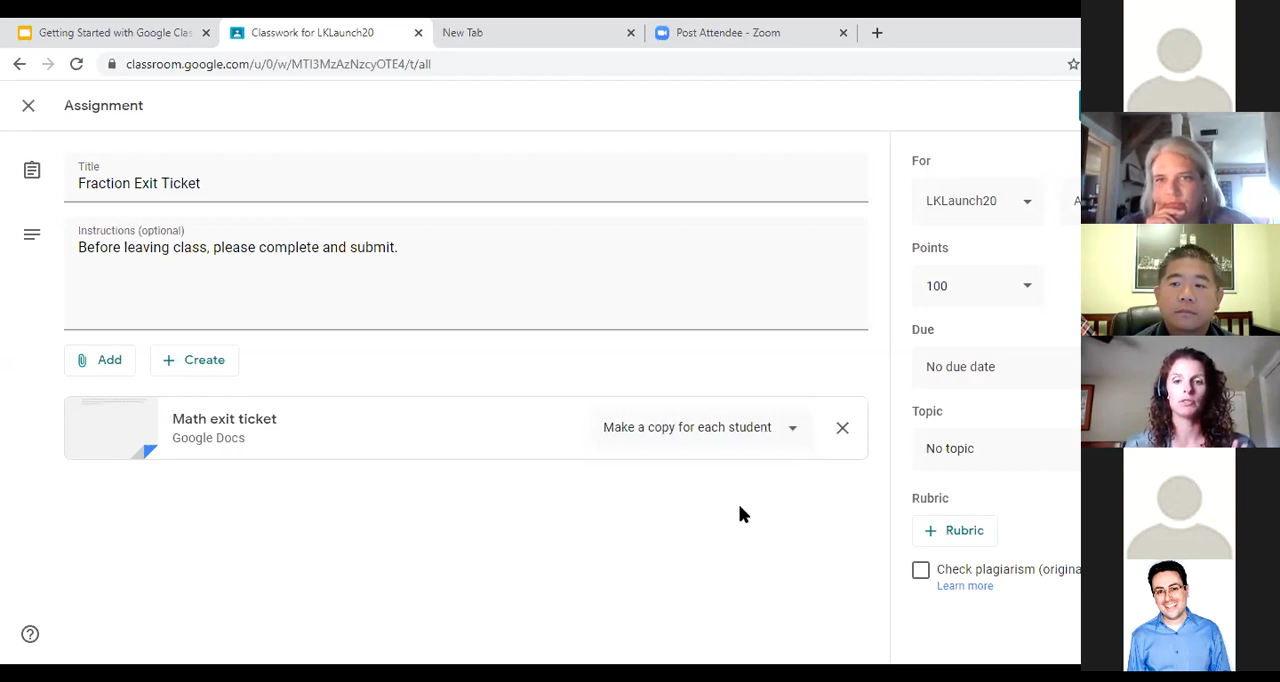 Getting Started with Google Clas
Classwork for LKLaunch20
New Tab
Post Attendee - Zoom
classroom.google.com/u/0/w/MTI3MzAzNzcyOTE4/t/all
Assignment
Title
Fraction Exit Ticket
Instructions (optional)
Before leaving class, please complete and submit.
Add
Create
Math exit ticket
Google Docs
Make a copy for each student
For
LKLaunch20
A
Points
100
Due
No due date
Topic
No topic
Rubric
+ Rubric
Check plagiarism (origina
Learn more